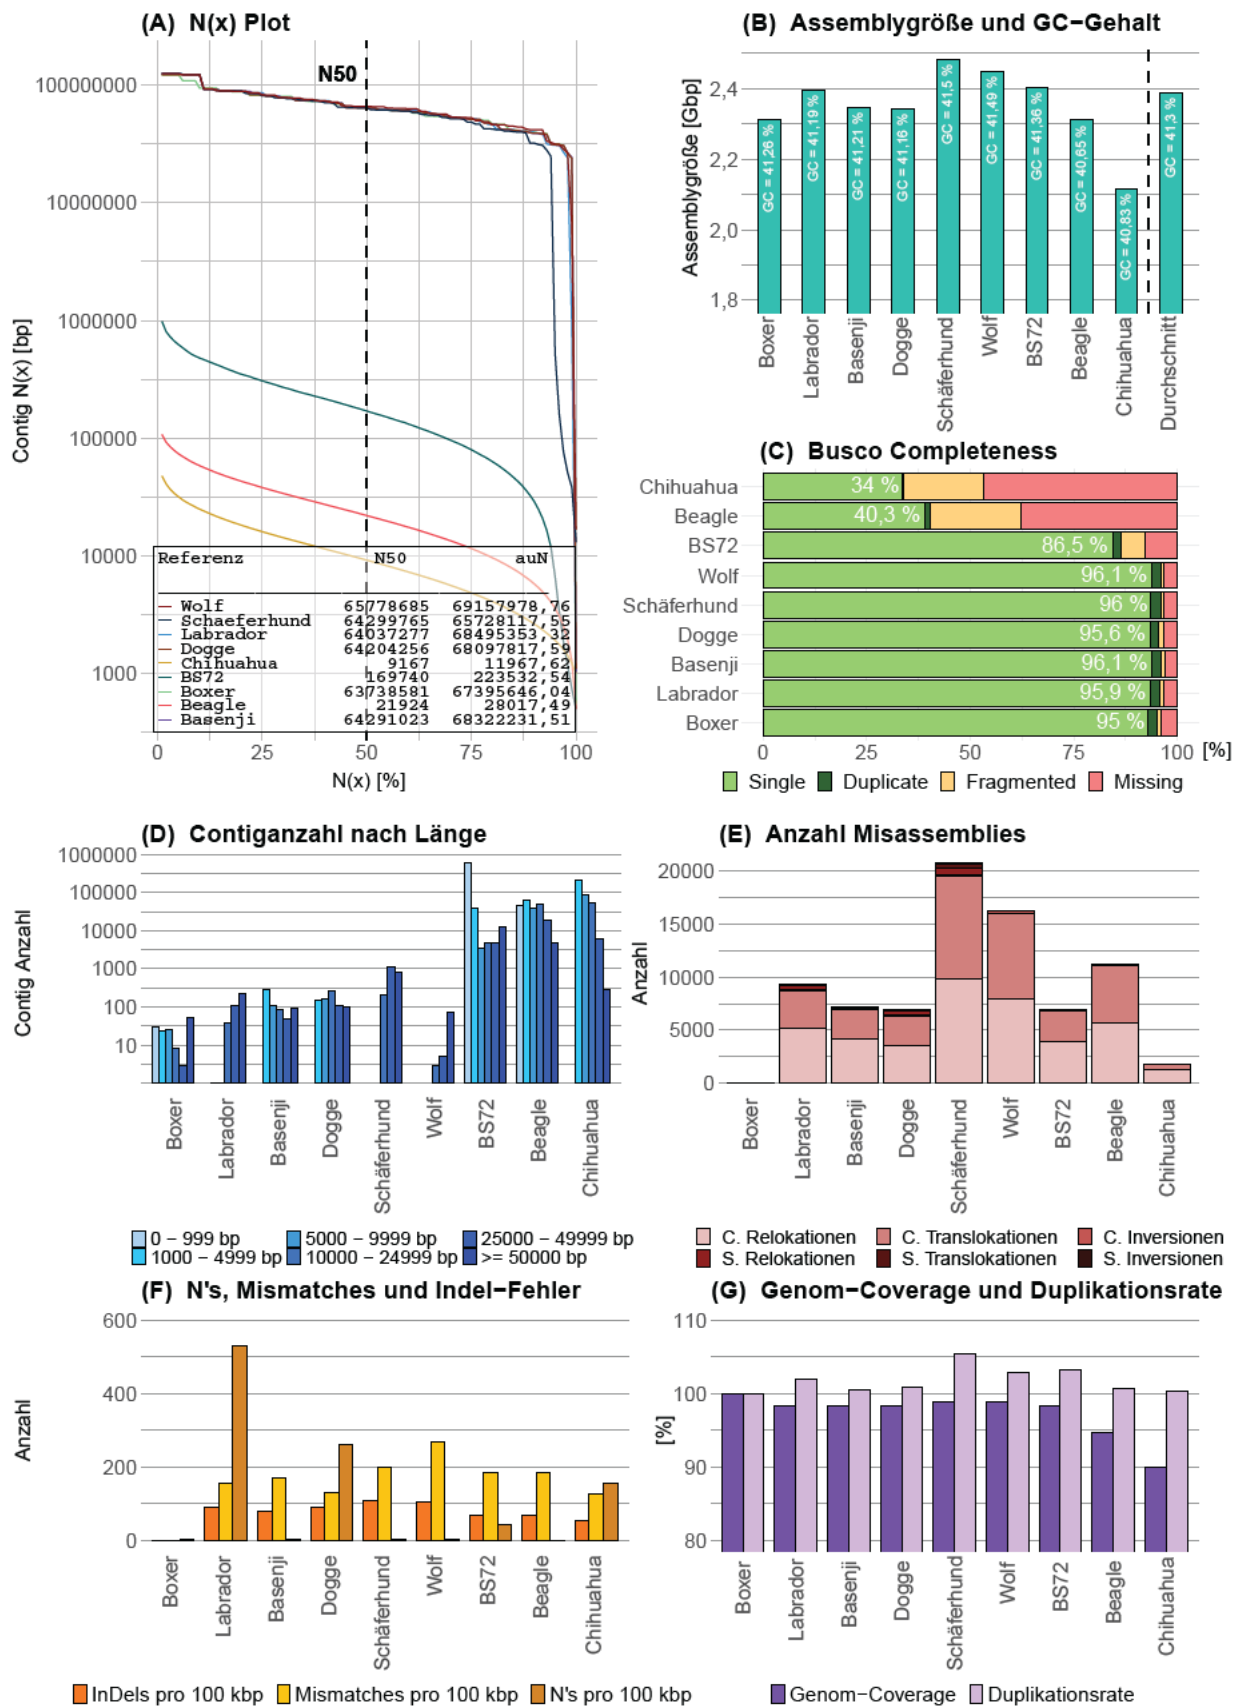 (A) N(x) Plot
N50
Contig N(x) [bp]
100000000
10000000
1000000
100000
10000
1000
Referenz N50 auN
Wolf 65778685 69157978,76
Schaeferhund 64299765 65728117,55
Labrador 64037277 68495353,32
Dogge 64204256 68097817,59
Chihuahua 9167 11967,62
BS72 169740 223532,54
Boxer 63738581 67395646,04
Beagle 21924 28017,49
Basenji 64291023 68322231,51
0 25 50 75 100
N(x) [%]
(B) Assemblygröße und GC−Gehalt
Assemblygröße [Gbp]
2,4
2,2
2,0
1,8
GC = 41,26 %
GC = 41,19 %
GC = 41,21 %
GC = 41,16 %
GC = 41,5 %
GC = 41,49 %
GC = 41,36 %
GC = 40,65 %
GC = 40,83 %
GC = 41,3 %
Boxer
Labrador
Basenji
Dogge
Schäferhund
Wolf
BS72
Beagle
Chihuahua
Durchschnitt
(C) Busco Completeness
Chihuahua 34 %
Beagle 40,3 %
BS72 86,5 %
Wolf 96,1 %
Schäferhund 96 %
Dogge 95,6 %
Basenji 96,1 %
Labrador 95,9 %
Boxer 95 %
0 25 50 75 100 [%]
Single Duplicate Fragmented Missing
(D) Contiganzahl nach Länge
Contig Anzahl
1000000
100000
10000
1000
100
10
Boxer
Labrador
Basenji
Dogge
Schäferhund
Wolf
BS72
Beagle
Chihuahua
0 − 999 bp 5000 − 9999 bp 25000 − 49999 bp
1000 − 4999 bp 10000 − 24999 bp >= 50000 bp
(E) Anzahl Misassemblies
Anzahl
20000
15000
10000
5000
0
Boxer
Labrador
Basenji
Dogge
Schäferhund
Wolf
BS72
Beagle
Chihuahua
C. Relokationen C. Translokationen C. Inversionen
S. Relokationen S. Translokationen S. Inversionen
(F) N's, Mismatches und Indel−Fehler
Anzahl
600
400
200
0
Boxer
Labrador
Basenji
Dogge
Schäferhund
Wolf
BS72
Beagle
Chihuahua
InDels pro 100 kbp Mismatches pro 100 kbp N's pro 100 kbp
(G) Genom−Coverage und Duplikationsrate
[%]
110
100
90
80
Boxer
Labrador
Basenji
Dogge
Schäferhund
Wolf
BS72
Beagle
Chihuahua
Genom−Coverage Duplikationsrate